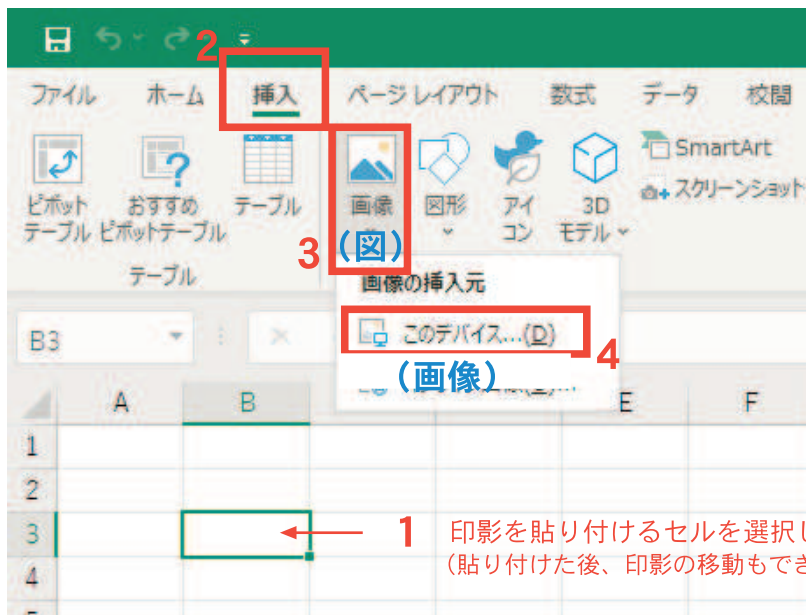 2
ファイル ホーム 挿入 ページ レイアウト 数式 データ 校閲
SmartArt
スクリーンショット
ピボット
テーブル
おすすめ
ピボットテーブル
テーブル
画像
図形
アイ
コン
3D
モデル
3
(図)
テーブル
画像の挿入元
このデバイス...(D)
4
(画像)
B3
A B E F
1
2
3
4
1 印影を貼り付けるセルを選択し
(貼り付けた後、印影の移動もでき